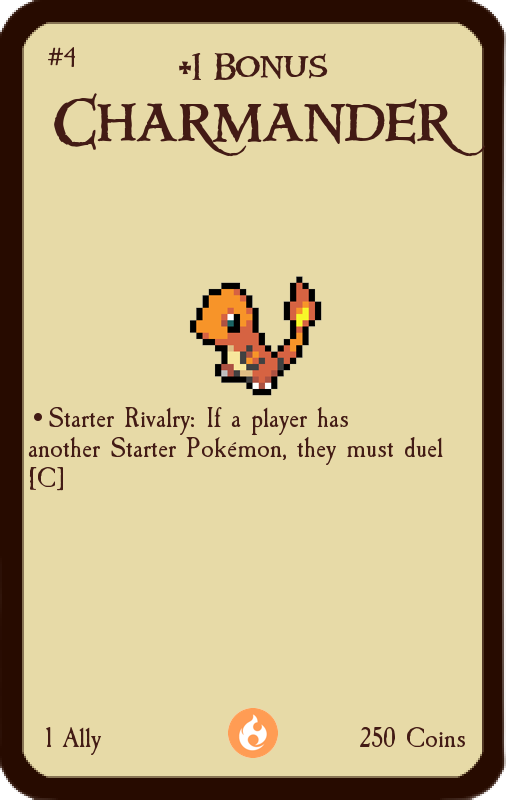 #4
+1 Bonus
Charmander
• Starter Rivalry: If a player has
another Starter Pokémon, they must duel
[C]
1 Ally
250 Coins